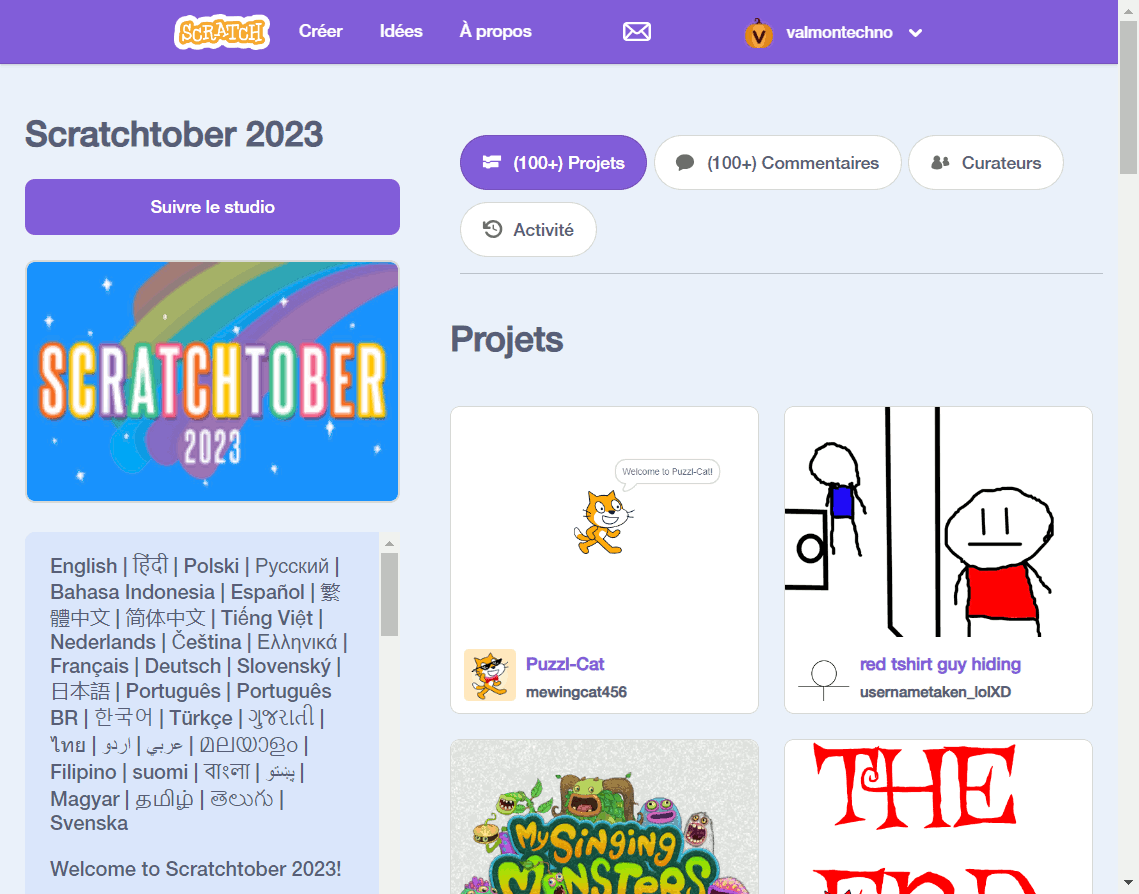 SCRATCH
Créer
Idées
À propos
V
valmontechno
Scratchtober 2023
Suivre le studio
SCRATCHTOBER
2023
English | हिंदी | Polski | Русский |
Bahasa Indonesia | Español | 繁
體中文 | 简体中文 | Tiếng Việt |
Nederlands | Čeština | Ελληνικά |
Français | Deutsch | Slovenský |
日本語 | Português | Português
BR | 한국어 | Türkçe | ગુજરાતી |
ไทย | اردو | عربي | മലയാളം |
Filipino | suomi | বাংলা | پښتو |
Magyar | தமிழ் | తెలుగు |
Svenska
Welcome to Scratchtober 2023!
(100+) Projets
(100+) Commentaires
Curateurs
Activité
Projets
Welcome to Puzzl-Cat!
Puzzl-Cat
mewingcat456
red tshirt guy hiding
usernametaken_lolXD
My Singing
Monsters
THE
END